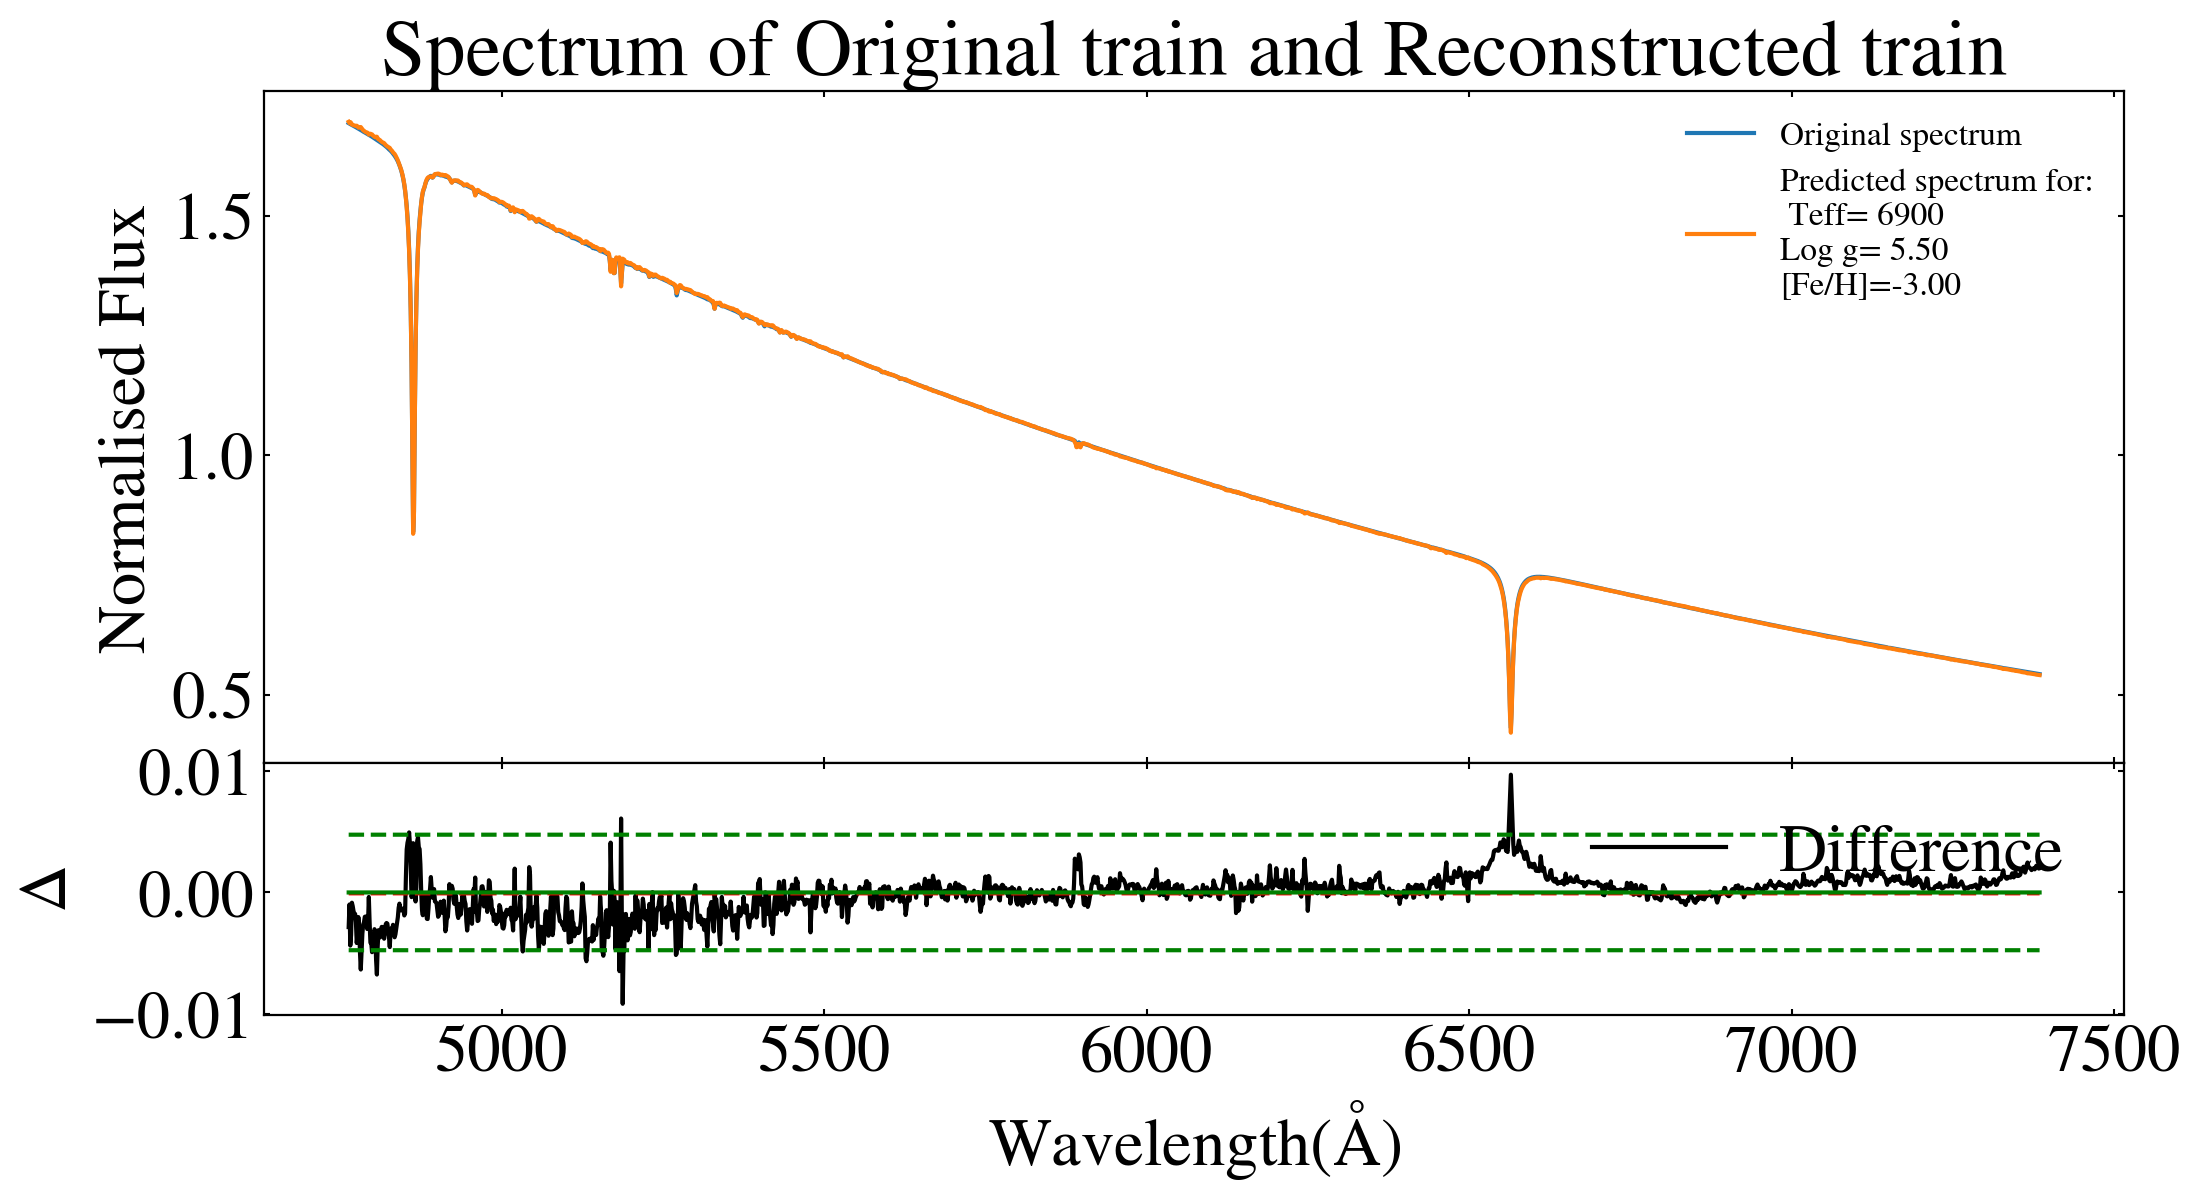 Spectrum of Original train and Reconstructed train
Normalised Flux
1.5
1.0
0.5
Original spectrum
Predicted spectrum for:
Teff= 6900
Log g= 5.50
[Fe/H]=-3.00
Δ
0.01
0.00
−0.01
Difference
5000 5500 6000 6500 7000 7500
Wavelength(Å)